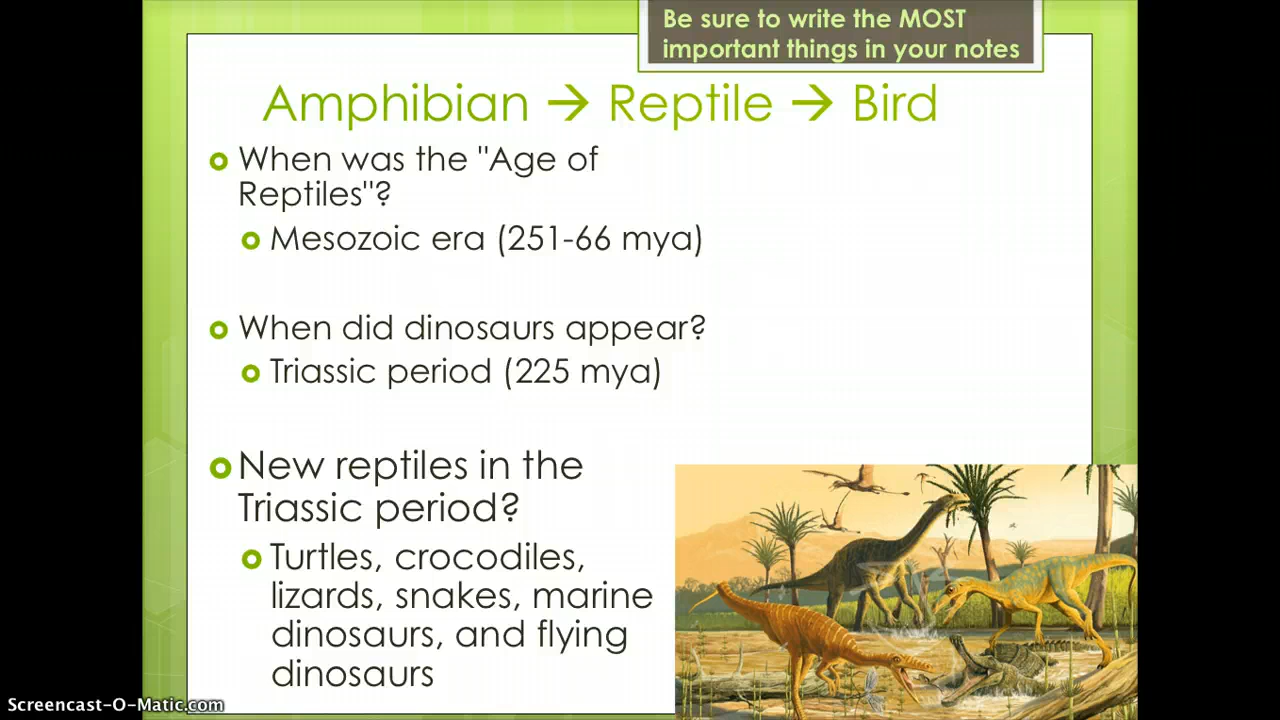 Be sure to write the MOST
important things in your notes
Amphibian → Reptile → Bird
When was the "Age of
Reptiles"?
Mesozoic era (251-66 mya)
When did dinosaurs appear?
Triassic period (225 mya)
New reptiles in the
Triassic period?
Turtles, crocodiles,
lizards, snakes, marine
dinosaurs, and flying
dinosaurs
Screencast-O-Matic.com